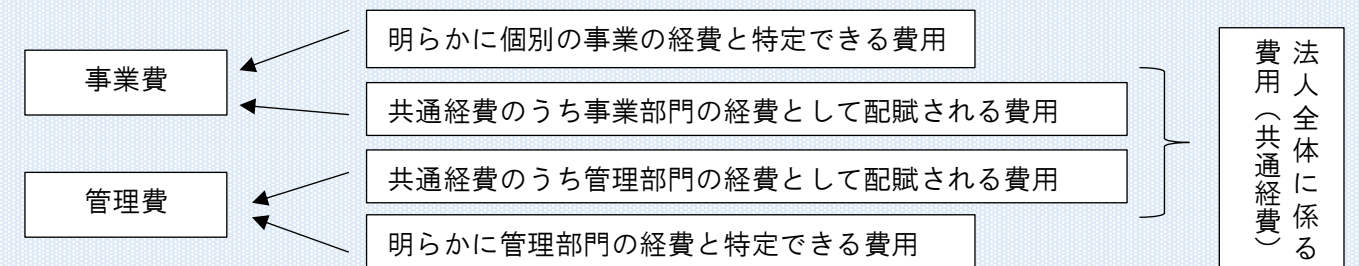 事業費
明らかに個別の事業の経費と特定できる費用
共通経費のうち事業部門の経費として配賦される費用
管理費
共通経費のうち管理部門の経費として配賦される費用
明らかに管理部門の経費と特定できる費用
法人全体に係る
費用（共通経費）